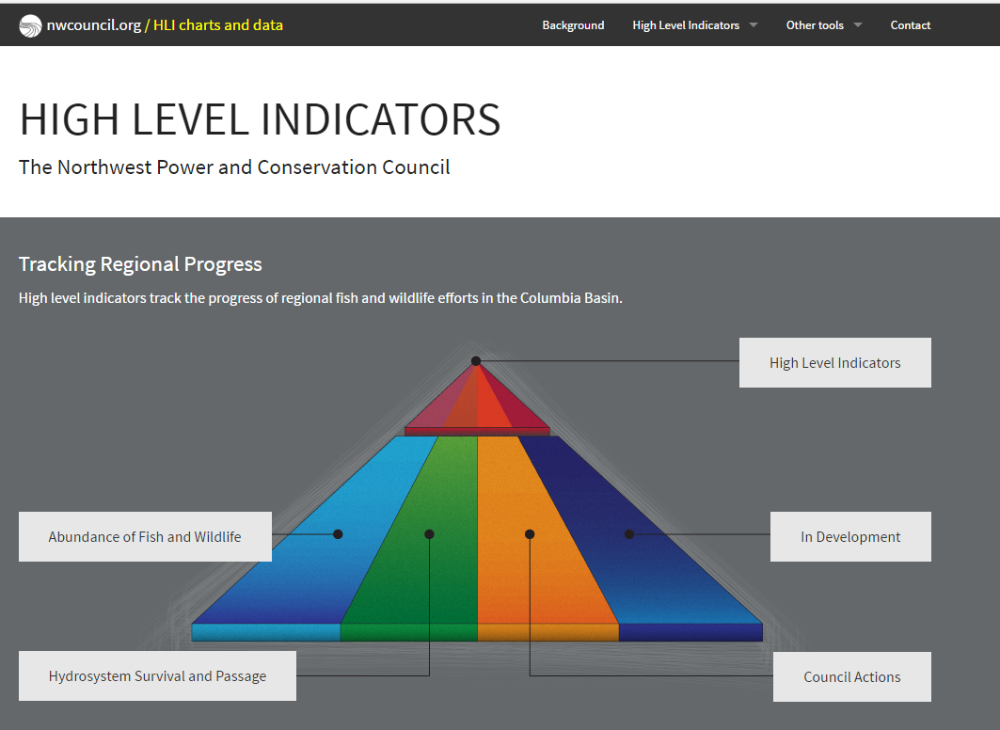 nwcouncil.org / HLI charts and data
Background
High Level Indicators
Other tools
Contact
HIGH LEVEL INDICATORS
The Northwest Power and Conservation Council
Tracking Regional Progress
High level indicators track the progress of regional fish and wildlife efforts in the Columbia Basin.
High Level Indicators
Abundance of Fish and Wildlife
In Development
Hydrosystem Survival and Passage
Council Actions